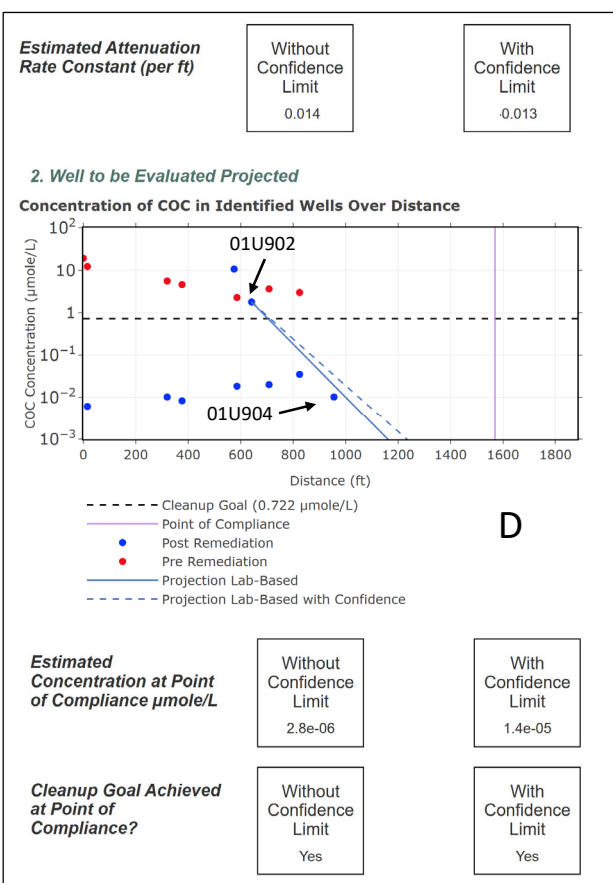 Estimated Attenuation
Rate Constant (per ft)
Without
Confidence
Limit
0.014
With
Confidence
Limit
0.013
2. Well to be Evaluated Projected
Concentration of COC in Identified Wells Over Distance
COC Concentration (µmole/L)
10²
10
1
10⁻¹
10⁻²
10⁻³
01U902
01U904
0 200 400 600 800 1000 1200 1400 1600 1800
Distance (ft)
Cleanup Goal (0.722 µmole/L)
Point of Compliance
Post Remediation
Pre Remediation
Projection Lab-Based
Projection Lab-Based with Confidence
D
Estimated
Concentration at Point
of Compliance µmole/L
Without
Confidence
Limit
2.8e-06
With
Confidence
Limit
1.4e-05
Cleanup Goal Achieved
at Point of
Compliance?
Without
Confidence
Limit
Yes
With
Confidence
Limit
Yes